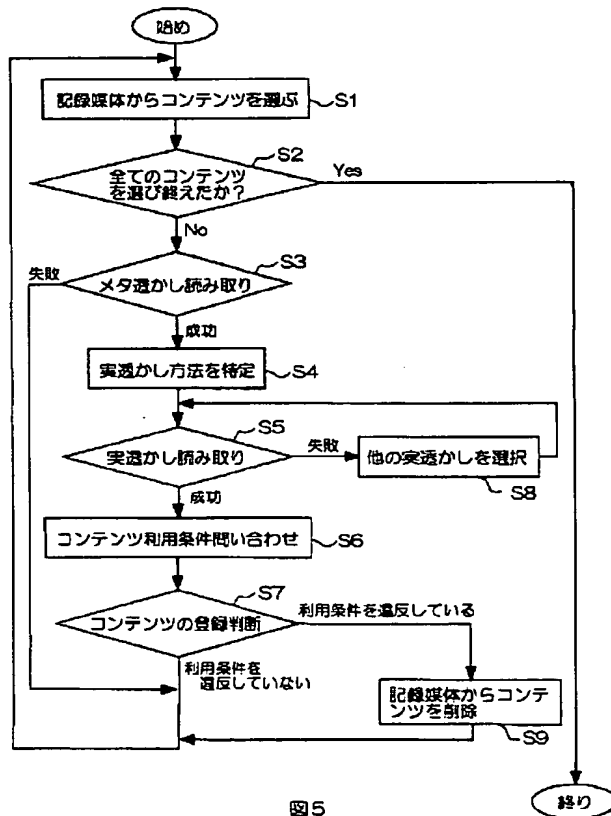 始め
記録媒体からコンテンツを選ぶ
S1
S2
全てのコンテンツ
を選び終えたか？
Yes
No
S3
失敗
メタ透かし読み取り
成功
実透かし方法を特定
S4
S5
実透かし読み取り
失敗
他の実透かしを選択
S8
成功
コンテンツ利用条件問い合わせ
S6
S7
コンテンツの登録判断
利用条件を違反している
利用条件を
違反していない
記録媒体からコンテ
ンツを削除
S9
終り
図5